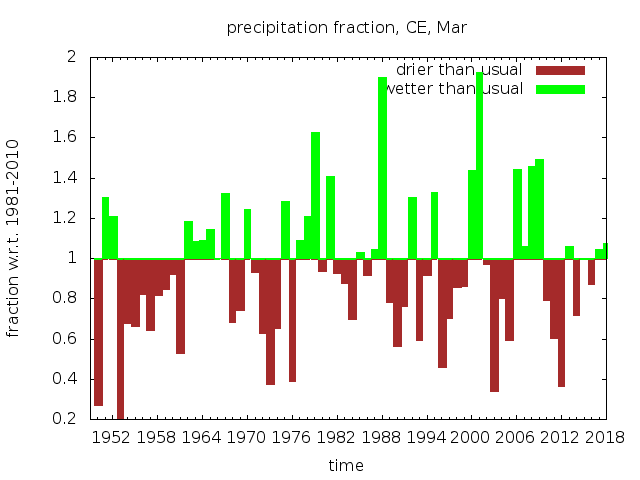 precipitation fraction, CE, Mar
drier than usual
wetter than usual
fraction w.r.t. 1981-2010
2
1.8
1.6
1.4
1.2
1
0.8
0.6
0.4
0.2
1952 1958 1964 1970 1976 1982 1988 1994 2000 2006 2012 2018
time